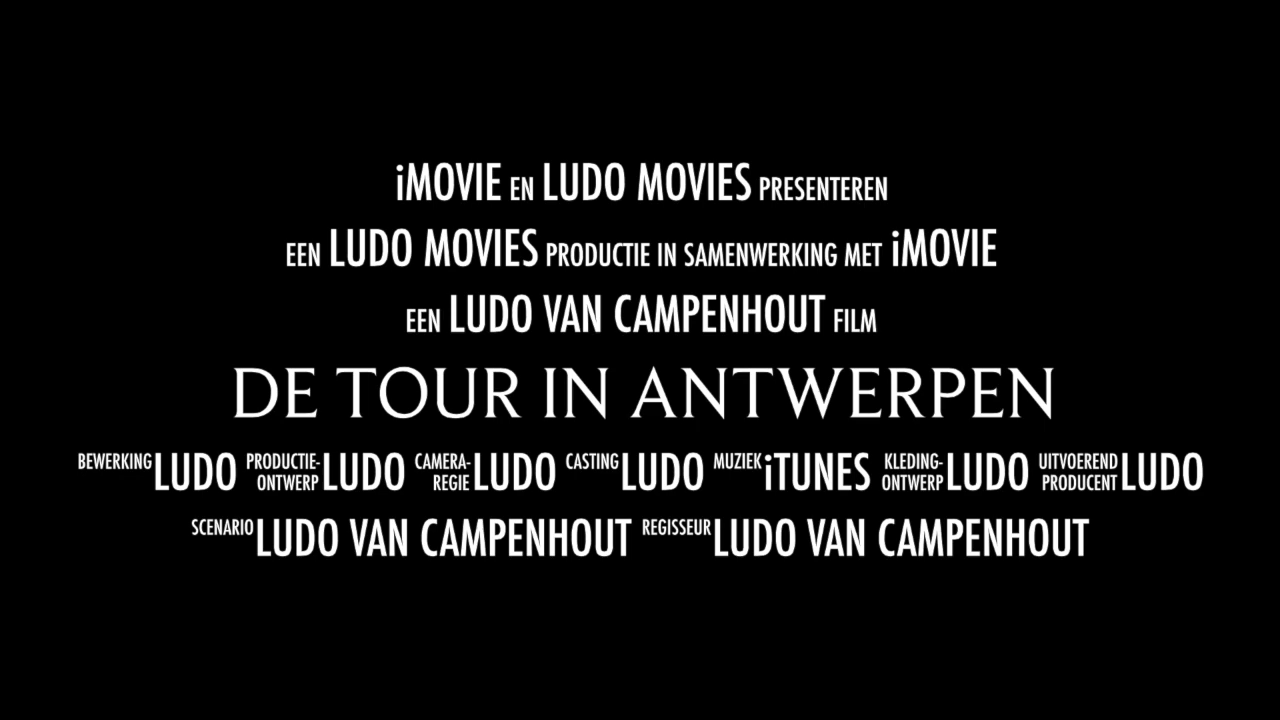 iMOVIE EN LUDO MOVIES PRESENTEREN
EEN LUDO MOVIES PRODUCTIE IN SAMENWERKING MET iMOVIE
EEN LUDO VAN CAMPENHOUT FILM
DE TOUR IN ANTWERPEN
BEWERKING LUDO PRODUCTIE-ONTWERP LUDO CAMERA-REGIE LUDO CASTING LUDO MUZIEK iTUNES KLEDING-ONTWERP LUDO UITVOEREND PRODUCENT LUDO
SCENARIO LUDO VAN CAMPENHOUT REGISSEUR LUDO VAN CAMPENHOUT